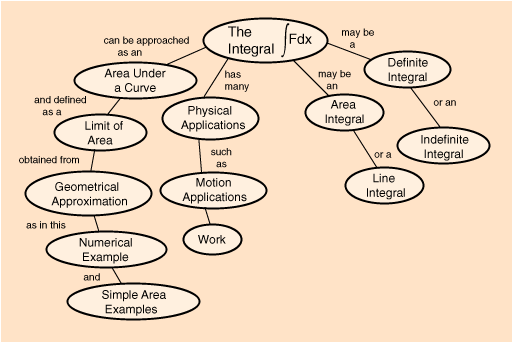 The
Integral ∫Fdx
can be approached
as an
Area Under
a Curve
and defined
as a
Limit of
Area
obtained from
Geometrical
Approximation
as in this
Numerical
Example
and
Simple Area
Examples
has
many
Physical
Applications
such
as
Motion
Applications
Work
may be
an
Area
Integral
or a
Line
Integral
may be
a
Definite
Integral
or an
Indefinite
Integral